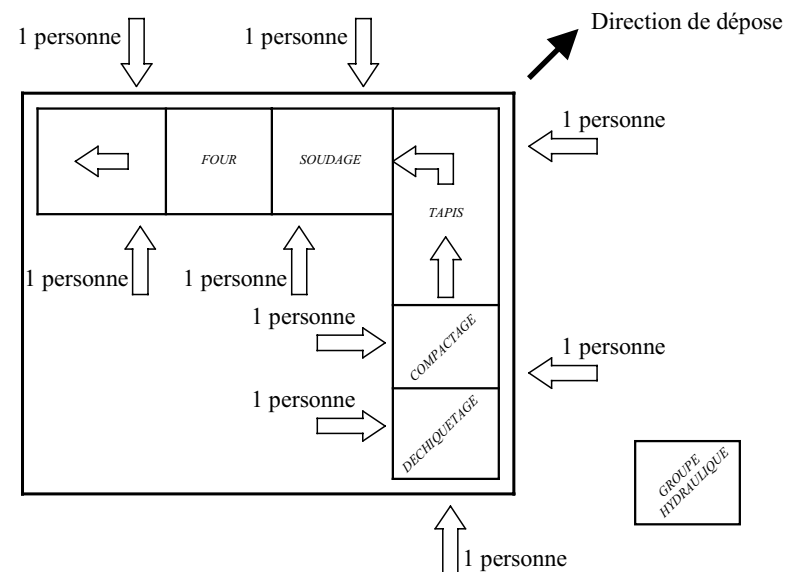 Direction de dépose
1 personne
1 personne
1 personne
FOUR
SOUDAGE
TAPIS
1 personne
1 personne
1 personne
1 personne
COMPACTAGE
1 personne
DECHIQUETAGE
GROUPE
HYDRAULIQUE
1 personne